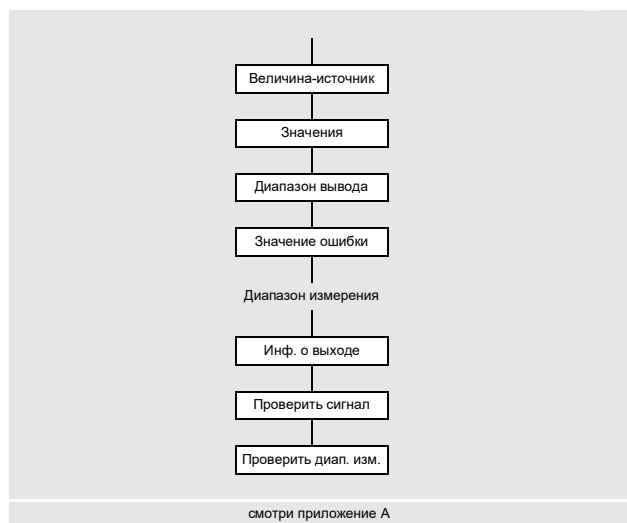 Величина-источник
Значения
Диапазон вывода
Значение ошибки
Диапазон измерения
Инф. о выходе
Проверить сигнал
Проверить диап. изм.
смотри приложение А